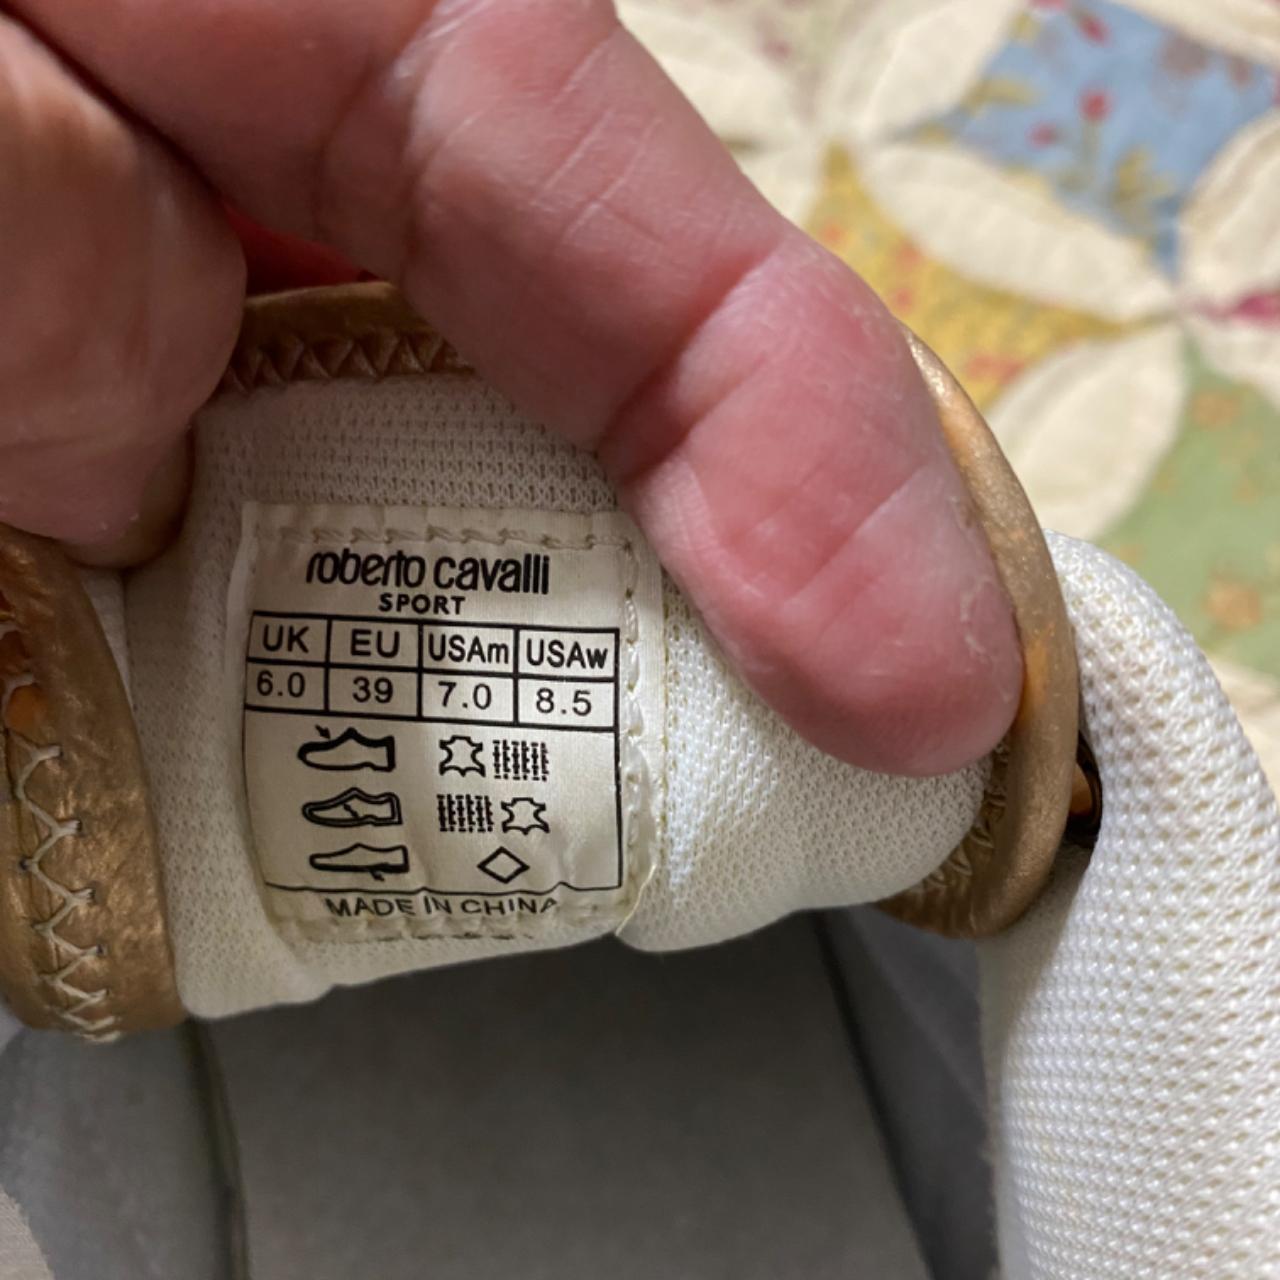 roberto cavalli
SPORT
UK EU USAm USAw
6.0 39 7.0 8.5
MADE IN CHINA